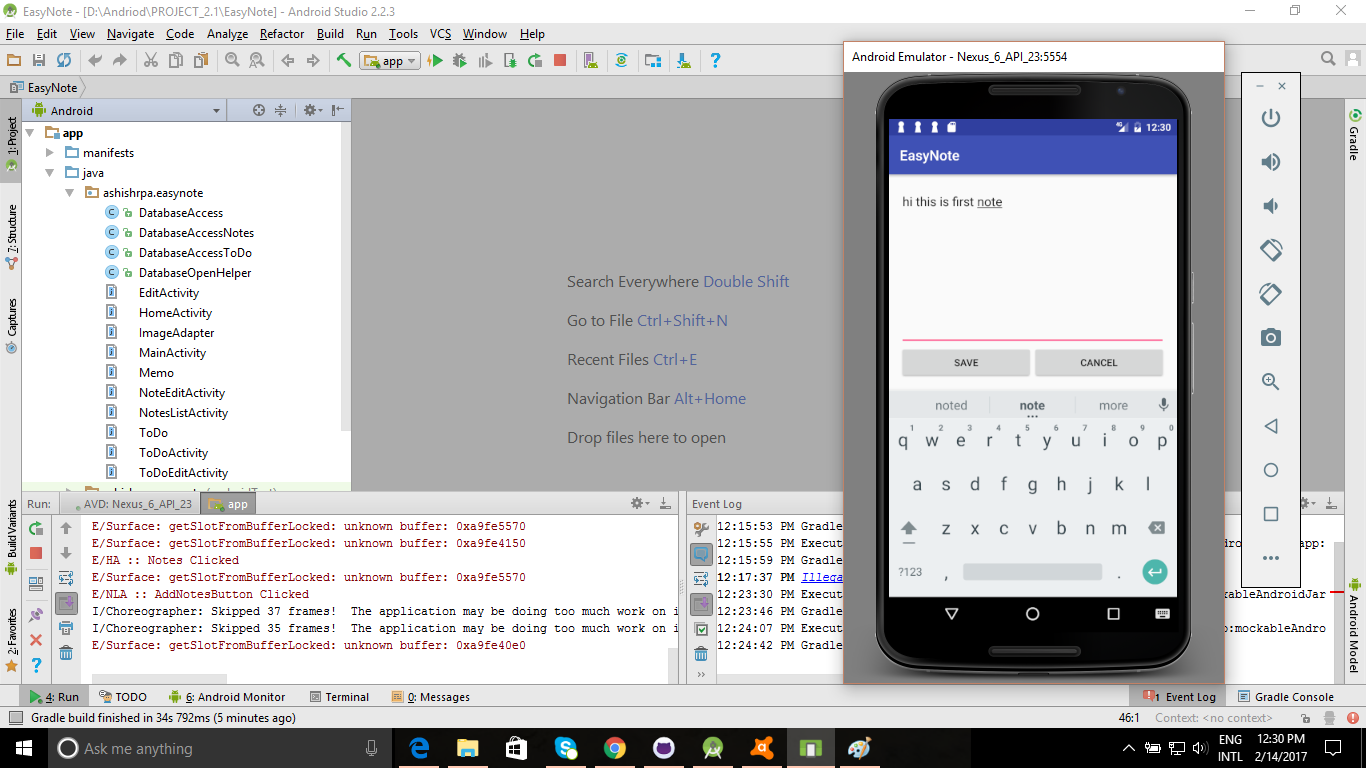 EasyNote - [D:\Andriod\PROJECT_2.1\EasyNote] - Android Studio 2.2.3
File Edit View Navigate Code Analyze Refactor Build Run Tools VCS Window Help
app
EasyNote
Android
1: Project
7: Structure
Captures
Build Variants
2: Favorites
app
manifests
java
ashishrpa.easynote
DatabaseAccess
DatabaseAccessNotes
DatabaseAccessToDo
DatabaseOpenHelper
EditActivity
HomeActivity
ImageAdapter
MainActivity
Memo
NoteEditActivity
NotesListActivity
ToDo
ToDoActivity
ToDoEditActivity
Search Everywhere Double Shift
Go to File Ctrl+Shift+N
Recent Files Ctrl+E
Navigation Bar Alt+Home
Drop files here to open
Android Emulator - Nexus_6_API_23:5554
4G 12:30
EasyNote
hi this is first note
SAVE CANCEL
noted note more
1 2 3 4 5 6 7 8 9 0
q w e r t y u i o p
a s d f g h j k l
z x c v b n m
?123 , .
Gradle
Android Model
Run: AVD: Nexus_6_API_23 app
E/Surface: getSlotFromBufferLocked: unknown buffer: 0xa9fe5570
E/Surface: getSlotFromBufferLocked: unknown buffer: 0xa9fe4150
E/HA :: Notes Clicked
E/Surface: getSlotFromBufferLocked: unknown buffer: 0xa9fe5570
E/NLA :: AddNotesButton Clicked
I/Choreographer: Skipped 37 frames! The application may be doing too much work on i
I/Choreographer: Skipped 35 frames! The application may be doing too much work on i
E/Surface: getSlotFromBufferLocked: unknown buffer: 0xa9fe40e0
Event Log
12:15:53 PM Gradle
12:15:55 PM Execut app:
12:15:59 PM Gradle
12:17:37 PM Illega
12:23:30 PM Execut kableAndroidJar
12:23:46 PM Gradle
12:24:07 PM Execut o:mockableAndro
12:24:42 PM Gradle
4: Run TODO 6: Android Monitor Terminal 0: Messages 1 Event Log Gradle Console
Gradle build finished in 34s 792ms (5 minutes ago) 46:1 Context: <no context>
Ask me anything
ENG 12:30 PM
INTL 2/14/2017